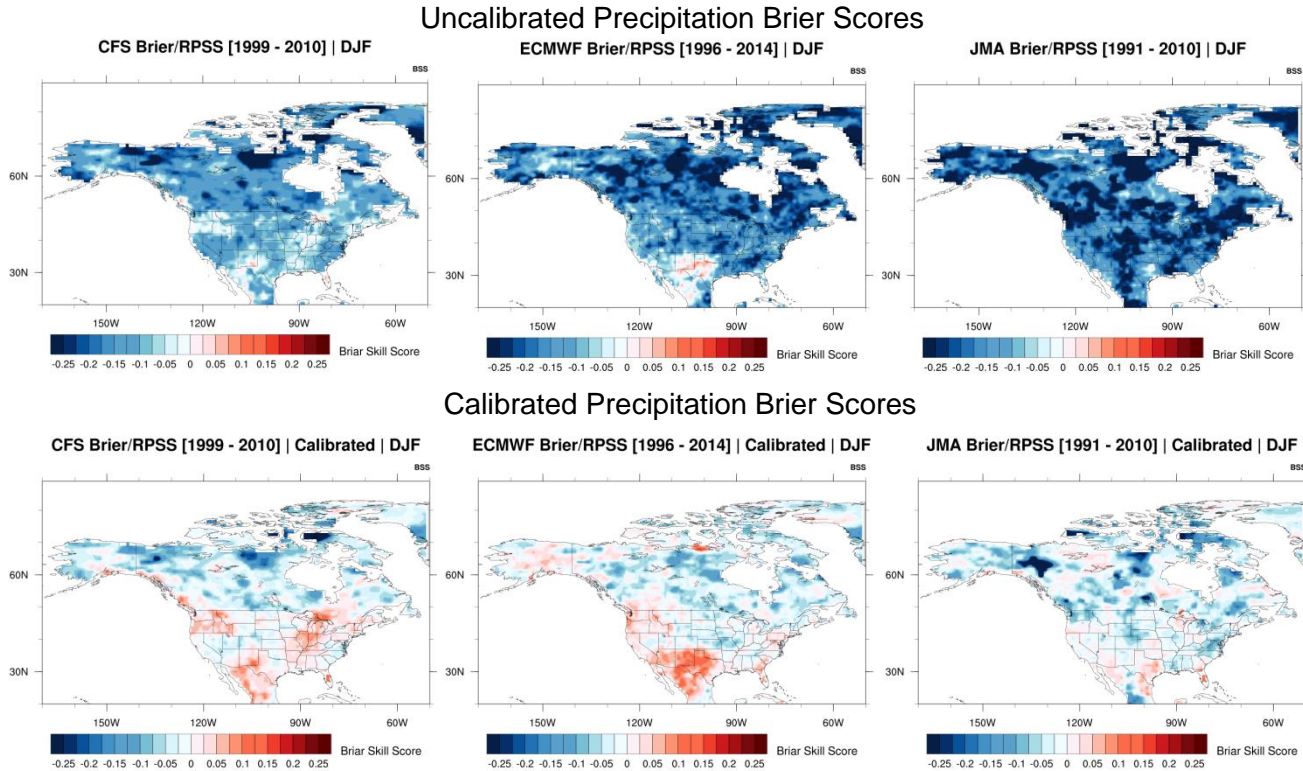 Uncalibrated Precipitation Brier Scores
CFS Brier/RPSS [1999 - 2010] | DJF
ECMWF Brier/RPSS [1996 - 2014] | DJF
JMA Brier/RPSS [1991 - 2010] | DJF
BSS
BSS
BSS
60N
60N
60N
30N
30N
30N
150W 120W 90W 60W
150W 120W 90W 60W
150W 120W 90W 60W
Briar Skill Score
-0.25 -0.2 -0.15 -0.1 -0.05 0 0.05 0.1 0.15 0.2 0.25
Briar Skill Score
-0.25 -0.2 -0.15 -0.1 -0.05 0 0.05 0.1 0.15 0.2 0.25
Briar Skill Score
-0.25 -0.2 -0.15 -0.1 -0.05 0 0.05 0.1 0.15 0.2 0.25
Calibrated Precipitation Brier Scores
CFS Brier/RPSS [1999 - 2010] | Calibrated | DJF
ECMWF Brier/RPSS [1996 - 2014] | Calibrated | DJF
JMA Brier/RPSS [1991 - 2010] | Calibrated | DJF
BSS
BSS
BSS
60N
60N
60N
30N
30N
30N
150W 120W 90W 60W
150W 120W 90W 60W
150W 120W 90W 60W
Briar Skill Score
-0.25 -0.2 -0.15 -0.1 -0.05 0 0.05 0.1 0.15 0.2 0.25
Briar Skill Score
-0.25 -0.2 -0.15 -0.1 -0.05 0 0.05 0.1 0.15 0.2 0.25
Briar Skill Score
-0.25 -0.2 -0.15 -0.1 -0.05 0 0.05 0.1 0.15 0.2 0.25